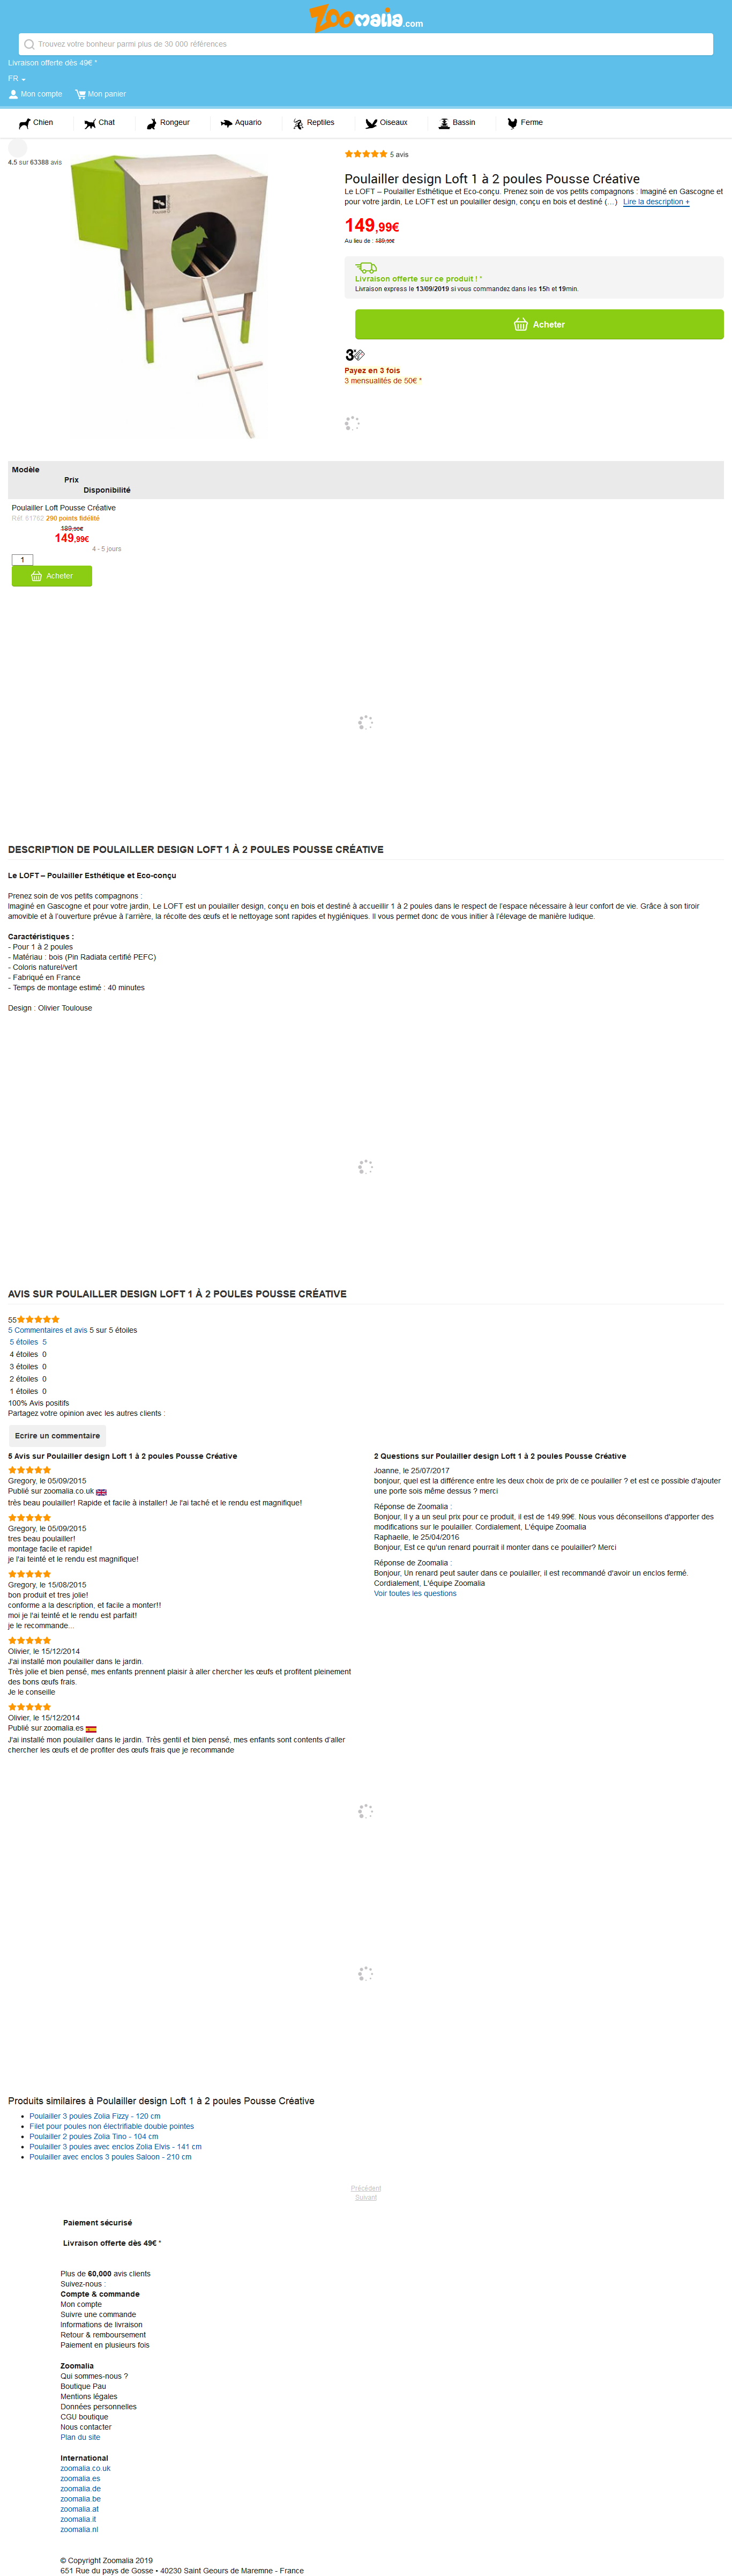 Zoomalia.com
Trouvez votre bonheur parmi plus de 30 000 références
Livraison offerte dès 49€ *
FR
Mon compte Mon panier
Chien Chat Rongeur Aquario Reptiles Oiseaux Bassin Ferme
4.5 sur 63388 avis
5 avis
Poulailler design Loft 1 à 2 poules Pousse Créative
Le LOFT – Poulailler Esthétique et Eco-conçu. Prenez soin de vos petits compagnons : Imaginé en Gascogne et
pour votre jardin, Le LOFT est un poulailler design, conçu en bois et destiné (…) Lire la description +
149,99€
Au lieu de : 189,90€
Livraison offerte sur ce produit ! *
Livraison express le 13/09/2019 si vous commandez dans les 15h et 19min.
Acheter
3
Payez en 3 fois
3 mensualités de 50€ *
Modèle
Prix
Disponibilité
Poulailler Loft Pousse Créative
Réf. 61762 290 points fidélité
189,90€
149,99€
4 - 5 jours
1
Acheter
DESCRIPTION DE POULAILLER DESIGN LOFT 1 À 2 POULES POUSSE CRÉATIVE
Le LOFT – Poulailler Esthétique et Eco-conçu
Prenez soin de vos petits compagnons :
Imaginé en Gascogne et pour votre jardin, Le LOFT est un poulailler design, conçu en bois et destiné à accueillir 1 à 2 poules dans le respect de l'espace nécessaire à leur confort de vie. Grâce à son tiroir
amovible et à l'ouverture prévue à l'arrière, la récolte des œufs et le nettoyage sont rapides et hygiéniques. Il vous permet donc de vous initier à l'élevage de manière ludique.
Caractéristiques :
- Pour 1 à 2 poules
- Matériau : bois (Pin Radiata certifié PEFC)
- Coloris naturel/vert
- Fabriqué en France
- Temps de montage estimé : 40 minutes
Design : Olivier Toulouse
AVIS SUR POULAILLER DESIGN LOFT 1 À 2 POULES POUSSE CRÉATIVE
55
5 Commentaires et avis 5 sur 5 étoiles
5 étoiles 5
4 étoiles 0
3 étoiles 0
2 étoiles 0
1 étoiles 0
100% Avis positifs
Partagez votre opinion avec les autres clients :
Ecrire un commentaire
5 Avis sur Poulailler design Loft 1 à 2 poules Pousse Créative
Gregory, le 05/09/2015
Publié sur zoomalia.co.uk
très beau poulailler! Rapide et facile à installer! Je l'ai taché et le rendu est magnifique!
Gregory, le 05/09/2015
tres beau poulailler!
montage facile et rapide!
je l'ai teinté et le rendu est magnifique!
Gregory, le 15/08/2015
bon produit et tres jolie!
conforme a la description, et facile a monter!!
moi je l'ai teinté et le rendu est parfait!
je le recommande...
Olivier, le 15/12/2014
J'ai installé mon poulailler dans le jardin.
Très jolie et bien pensé, mes enfants prennent plaisir à aller chercher les œufs et profitent pleinement
des bons œufs frais.
Je le conseille
Olivier, le 15/12/2014
Publié sur zoomalia.es
J'ai installé mon poulailler dans le jardin. Très gentil et bien pensé, mes enfants sont contents d'aller
chercher les œufs et de profiter des œufs frais que je recommande
2 Questions sur Poulailler design Loft 1 à 2 poules Pousse Créative
Joanne, le 25/07/2017
bonjour, quel est la différence entre les deux choix de prix de ce poulailler ? et est ce possible d'ajouter
une porte sois même dessus ? merci
Réponse de Zoomalia :
Bonjour, Il y a un seul prix pour ce produit, il est de 149.99€. Nous vous déconseillons d'apporter des
modifications sur le poulailler. Cordialement, L'équipe Zoomalia
Raphaelle, le 25/04/2016
Bonjour, Est ce qu'un renard pourrait il monter dans ce poulailler? Merci
Réponse de Zoomalia :
Bonjour, Un renard peut sauter dans ce poulailler, il est recommandé d'avoir un enclos fermé.
Cordialement, L'équipe Zoomalia
Voir toutes les questions
Produits similaires à Poulailler design Loft 1 à 2 poules Pousse Créative
Poulailler 3 poules Zolia Fizzy - 120 cm
Filet pour poules non électrifiable double pointes
Poulailler 2 poules Zolia Tino - 104 cm
Poulailler 3 poules avec enclos Zolia Elvis - 141 cm
Poulailler avec enclos 3 poules Saloon - 210 cm
Précédent
Suivant
Paiement sécurisé
Livraison offerte dès 49€ *
Plus de 60,000 avis clients
Suivez-nous :
Compte & commande
Mon compte
Suivre une commande
Informations de livraison
Retour & remboursement
Paiement en plusieurs fois
Zoomalia
Qui sommes-nous ?
Boutique Pau
Mentions légales
Données personnelles
CGU boutique
Nous contacter
Plan du site
International
zoomalia.co.uk
zoomalia.es
zoomalia.de
zoomalia.be
zoomalia.at
zoomalia.it
zoomalia.nl
© Copyright Zoomalia 2019
651 Rue du pays de Gosse • 40230 Saint Geours de Maremne - France